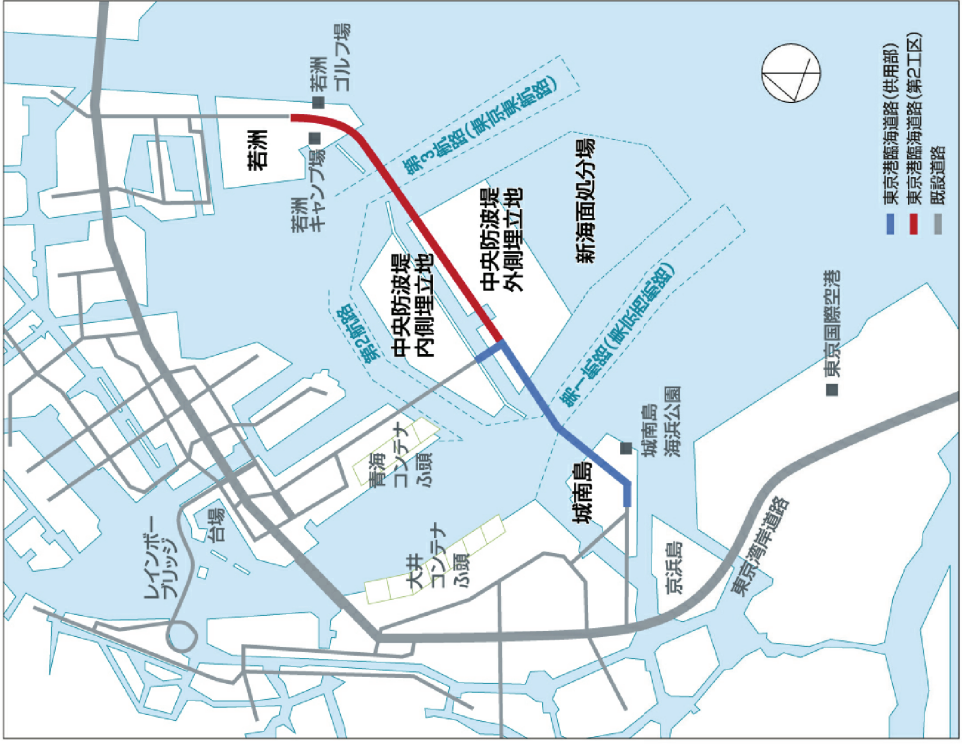 レインボー
ブリッジ
台場
大井
コンテナ
ふ頭
青海
コンテナ
ふ頭
若洲
若洲
キャンプ場
若洲
ゴルフ場
第2航路
中央防波堤
内側埋立地
第3航路(東京東航路)
中央防波堤
外側埋立地
新海面処分場
第1航路(東京西航路)
城南島
城南島
海浜公園
京浜島
東京湾岸道路
東京国際空港
東京港臨海道路(供用部)
東京港臨海道路(第2工区)
既設道路